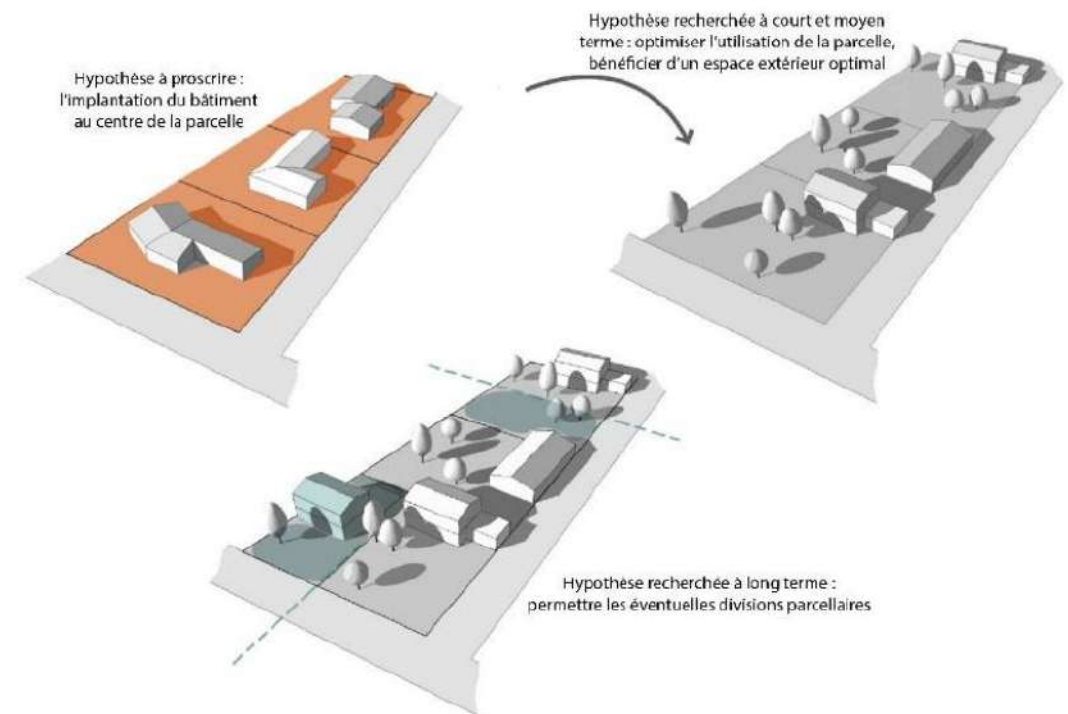 Hypothèse à proscrire :
l'implantation du bâtiment
au centre de la parcelle
Hypothèse recherchée à court et moyen
terme : optimiser l'utilisation de la parcelle,
bénéficier d'un espace extérieur optimal
Hypothèse recherchée à long terme :
permettre les éventuelles divisions parcellaires